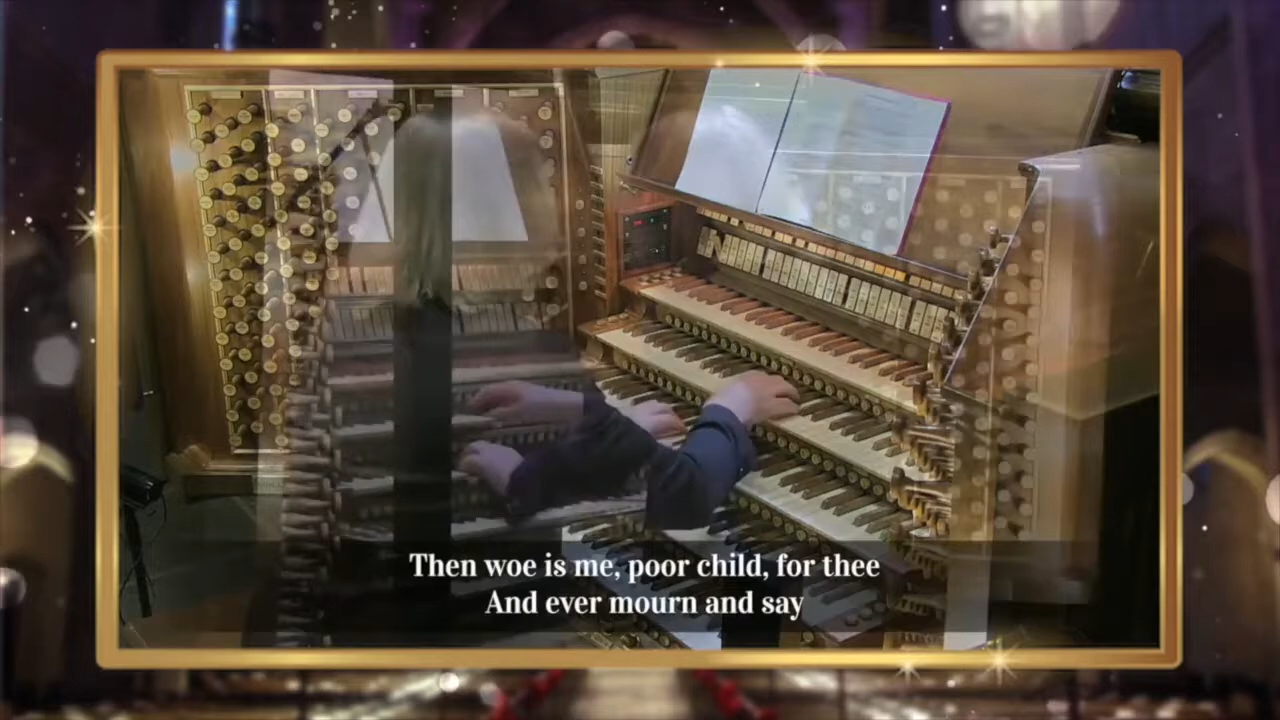 Then woe is me, poor child, for thee
And ever mourn and say